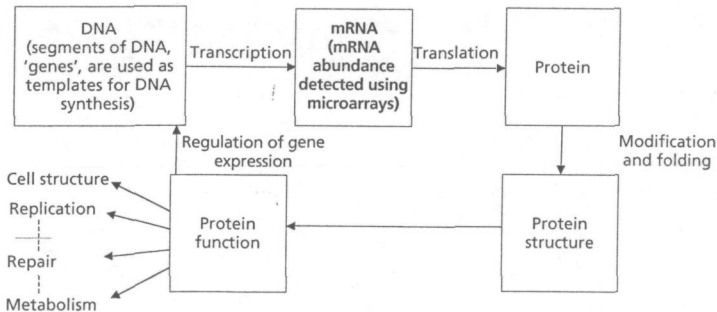 DNA
(segments of DNA,
'genes', are used as
templates for DNA
synthesis)
Transcription
mRNA
(mRNA
abundance
detected using
microarrays)
Translation
Protein
Modification
and folding
Protein
structure
Protein
function
Regulation of gene
expression
Cell structure
Replication
Repair
Metabolism